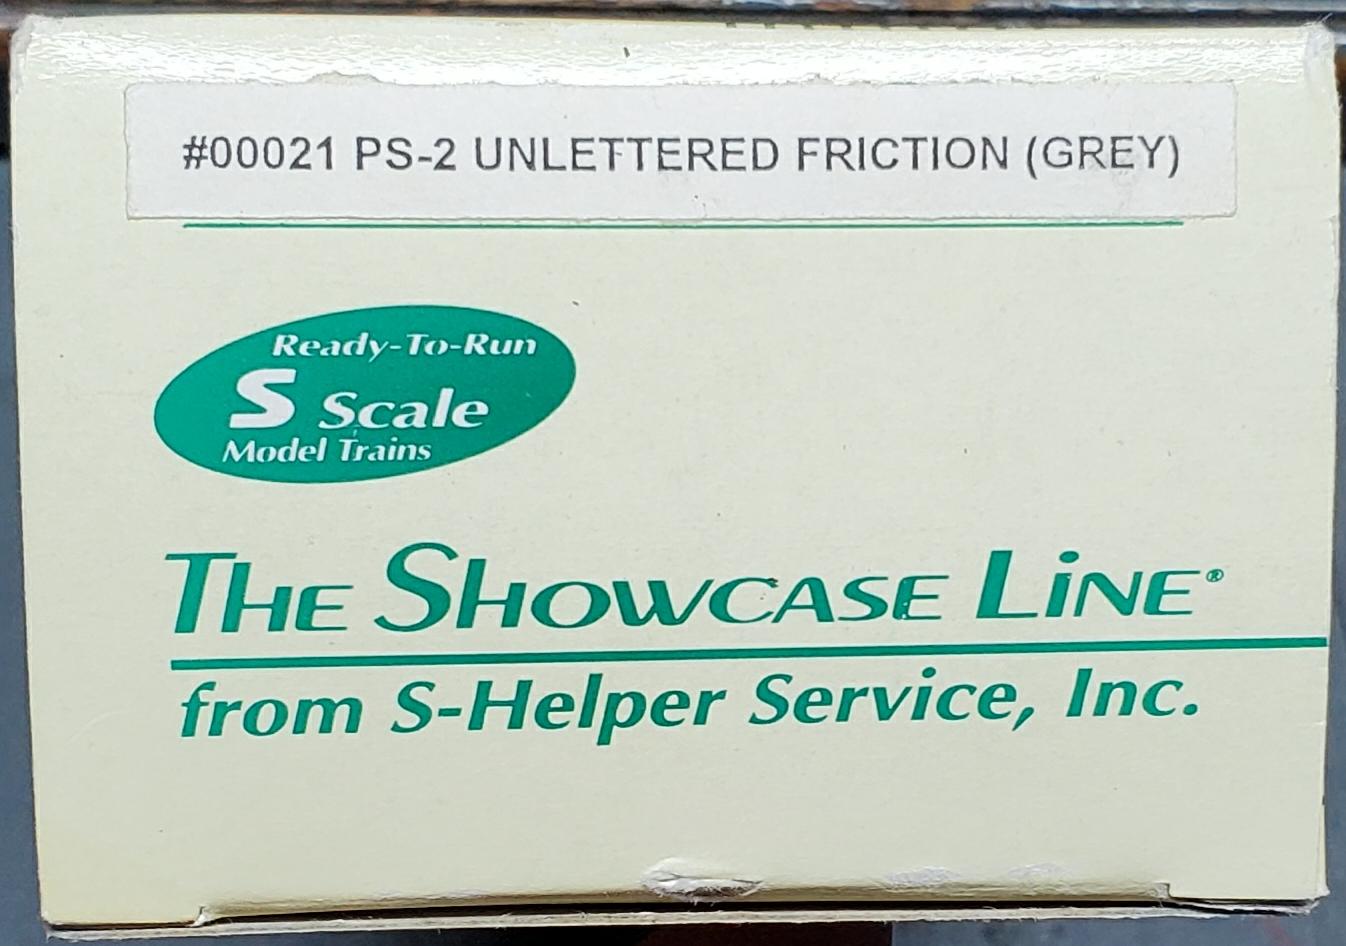 #00021 PS-2 UNLETTERED FRICTION (GREY)
Ready-To-Run
S Scale
Model Trains
THE SHOWCASE LiNE®
from S-Helper Service, Inc.